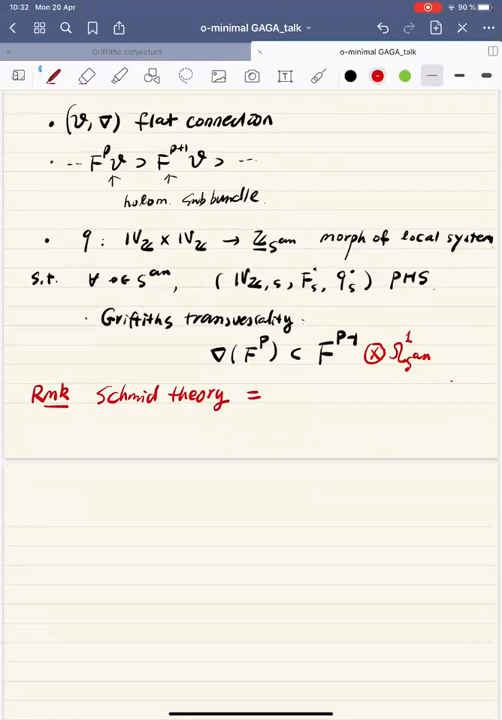 10:32 Mon 20 Apr
90 %
o-minimal GAGA_talk
Griffiths conjecture
o-minimal GAGA_talk
• (𝒱, ∇) flat connection
• ... F^p 𝒱 ⊃ F^{p+1} 𝒱 ⊃ ...
↑ ↑
holom. subbundle.
• q : 𝕍_ℤ × 𝕍_ℤ → ℤ_{S^an} morph of local system
s.t. ∀ s ∈ S^an, (𝕍_{ℤ,s}, F^•_s, q_s) PHS
• Griffiths transversality.
∇(F^p) ⊂ F^{p-1} ⊗ Ω^1_{S^an}
Rmk Schmid theory =